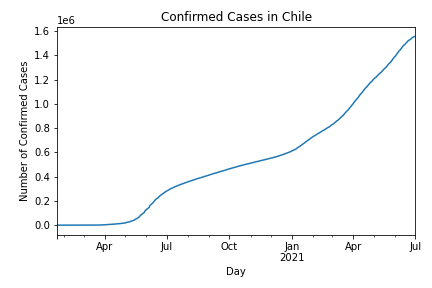 Confirmed Cases in Chile
1e6
1.6
1.4
1.2
1.0
0.8
0.6
0.4
0.2
0.0
Number of Confirmed Cases
Apr Jul Oct Jan Apr Jul
2021
Day